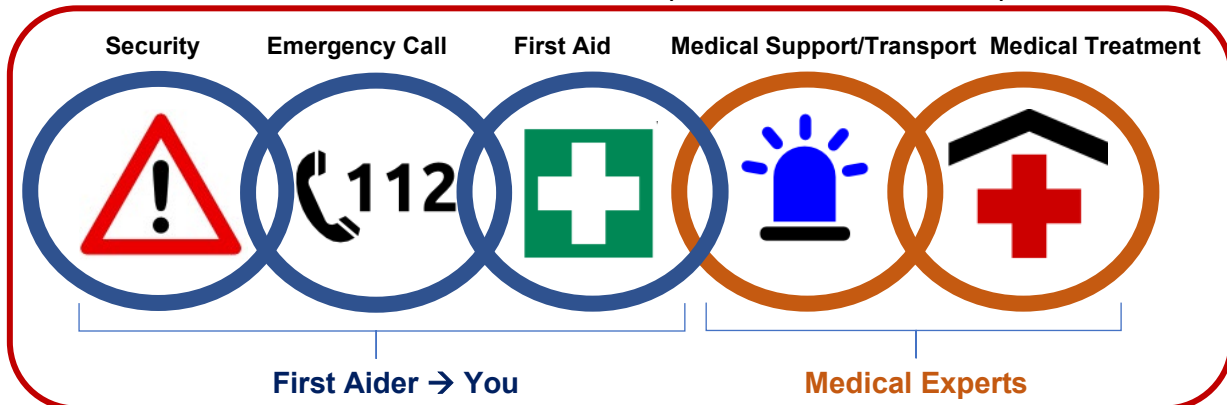 Security Emergency Call First Aid Medical Support/Transport Medical Treatment
!
112
First Aider → You Medical Experts